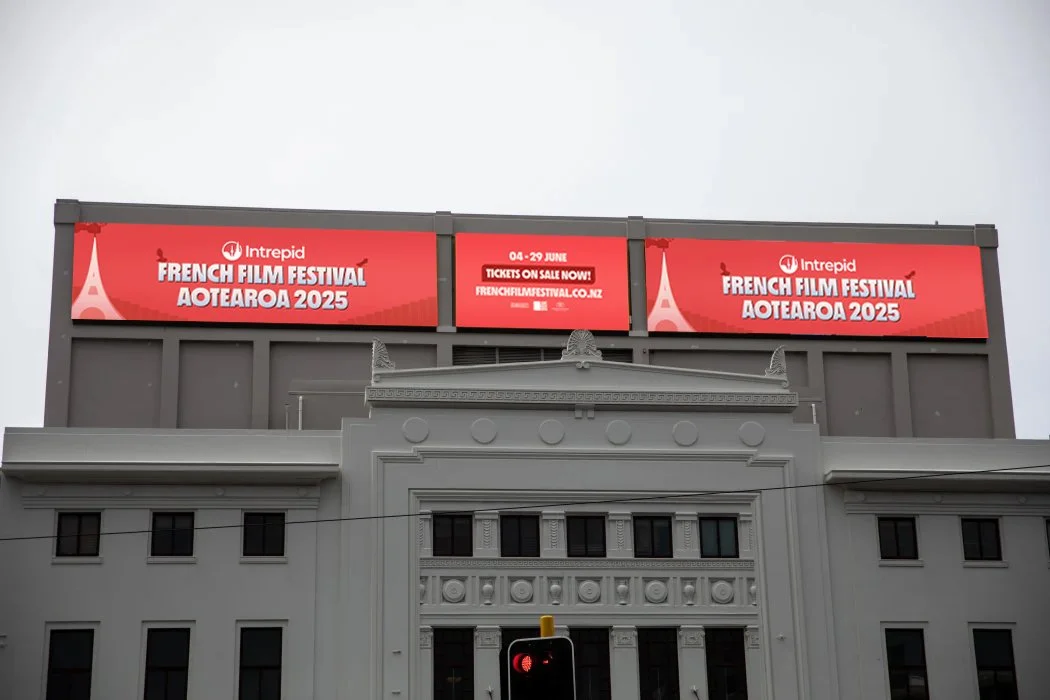 Intrepid
FRENCH FILM FESTIVAL
AOTEAROA 2025
04 - 29 JUNE
TICKETS ON SALE NOW!
FRENCHFILMFESTIVAL.CO.NZ
Intrepid
FRENCH FILM FESTIVAL
AOTEAROA 2025